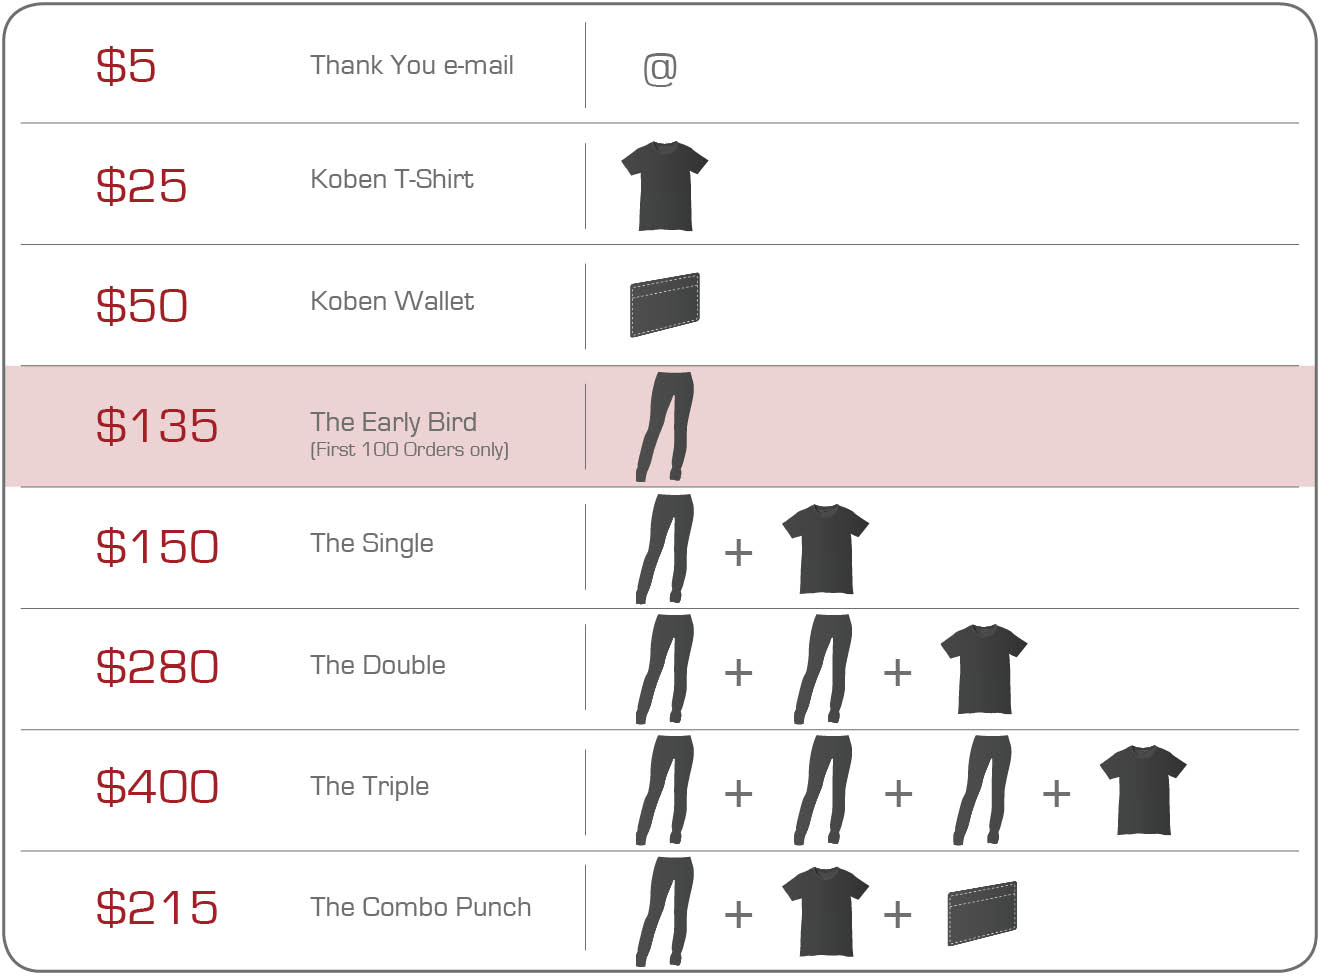 $5 Thank You e-mail @
$25 Koben T-Shirt
$50 Koben Wallet
$135 The Early Bird
(First 100 Orders only)
$150 The Single +
$280 The Double + +
$400 The Triple + + +
$215 The Combo Punch + +